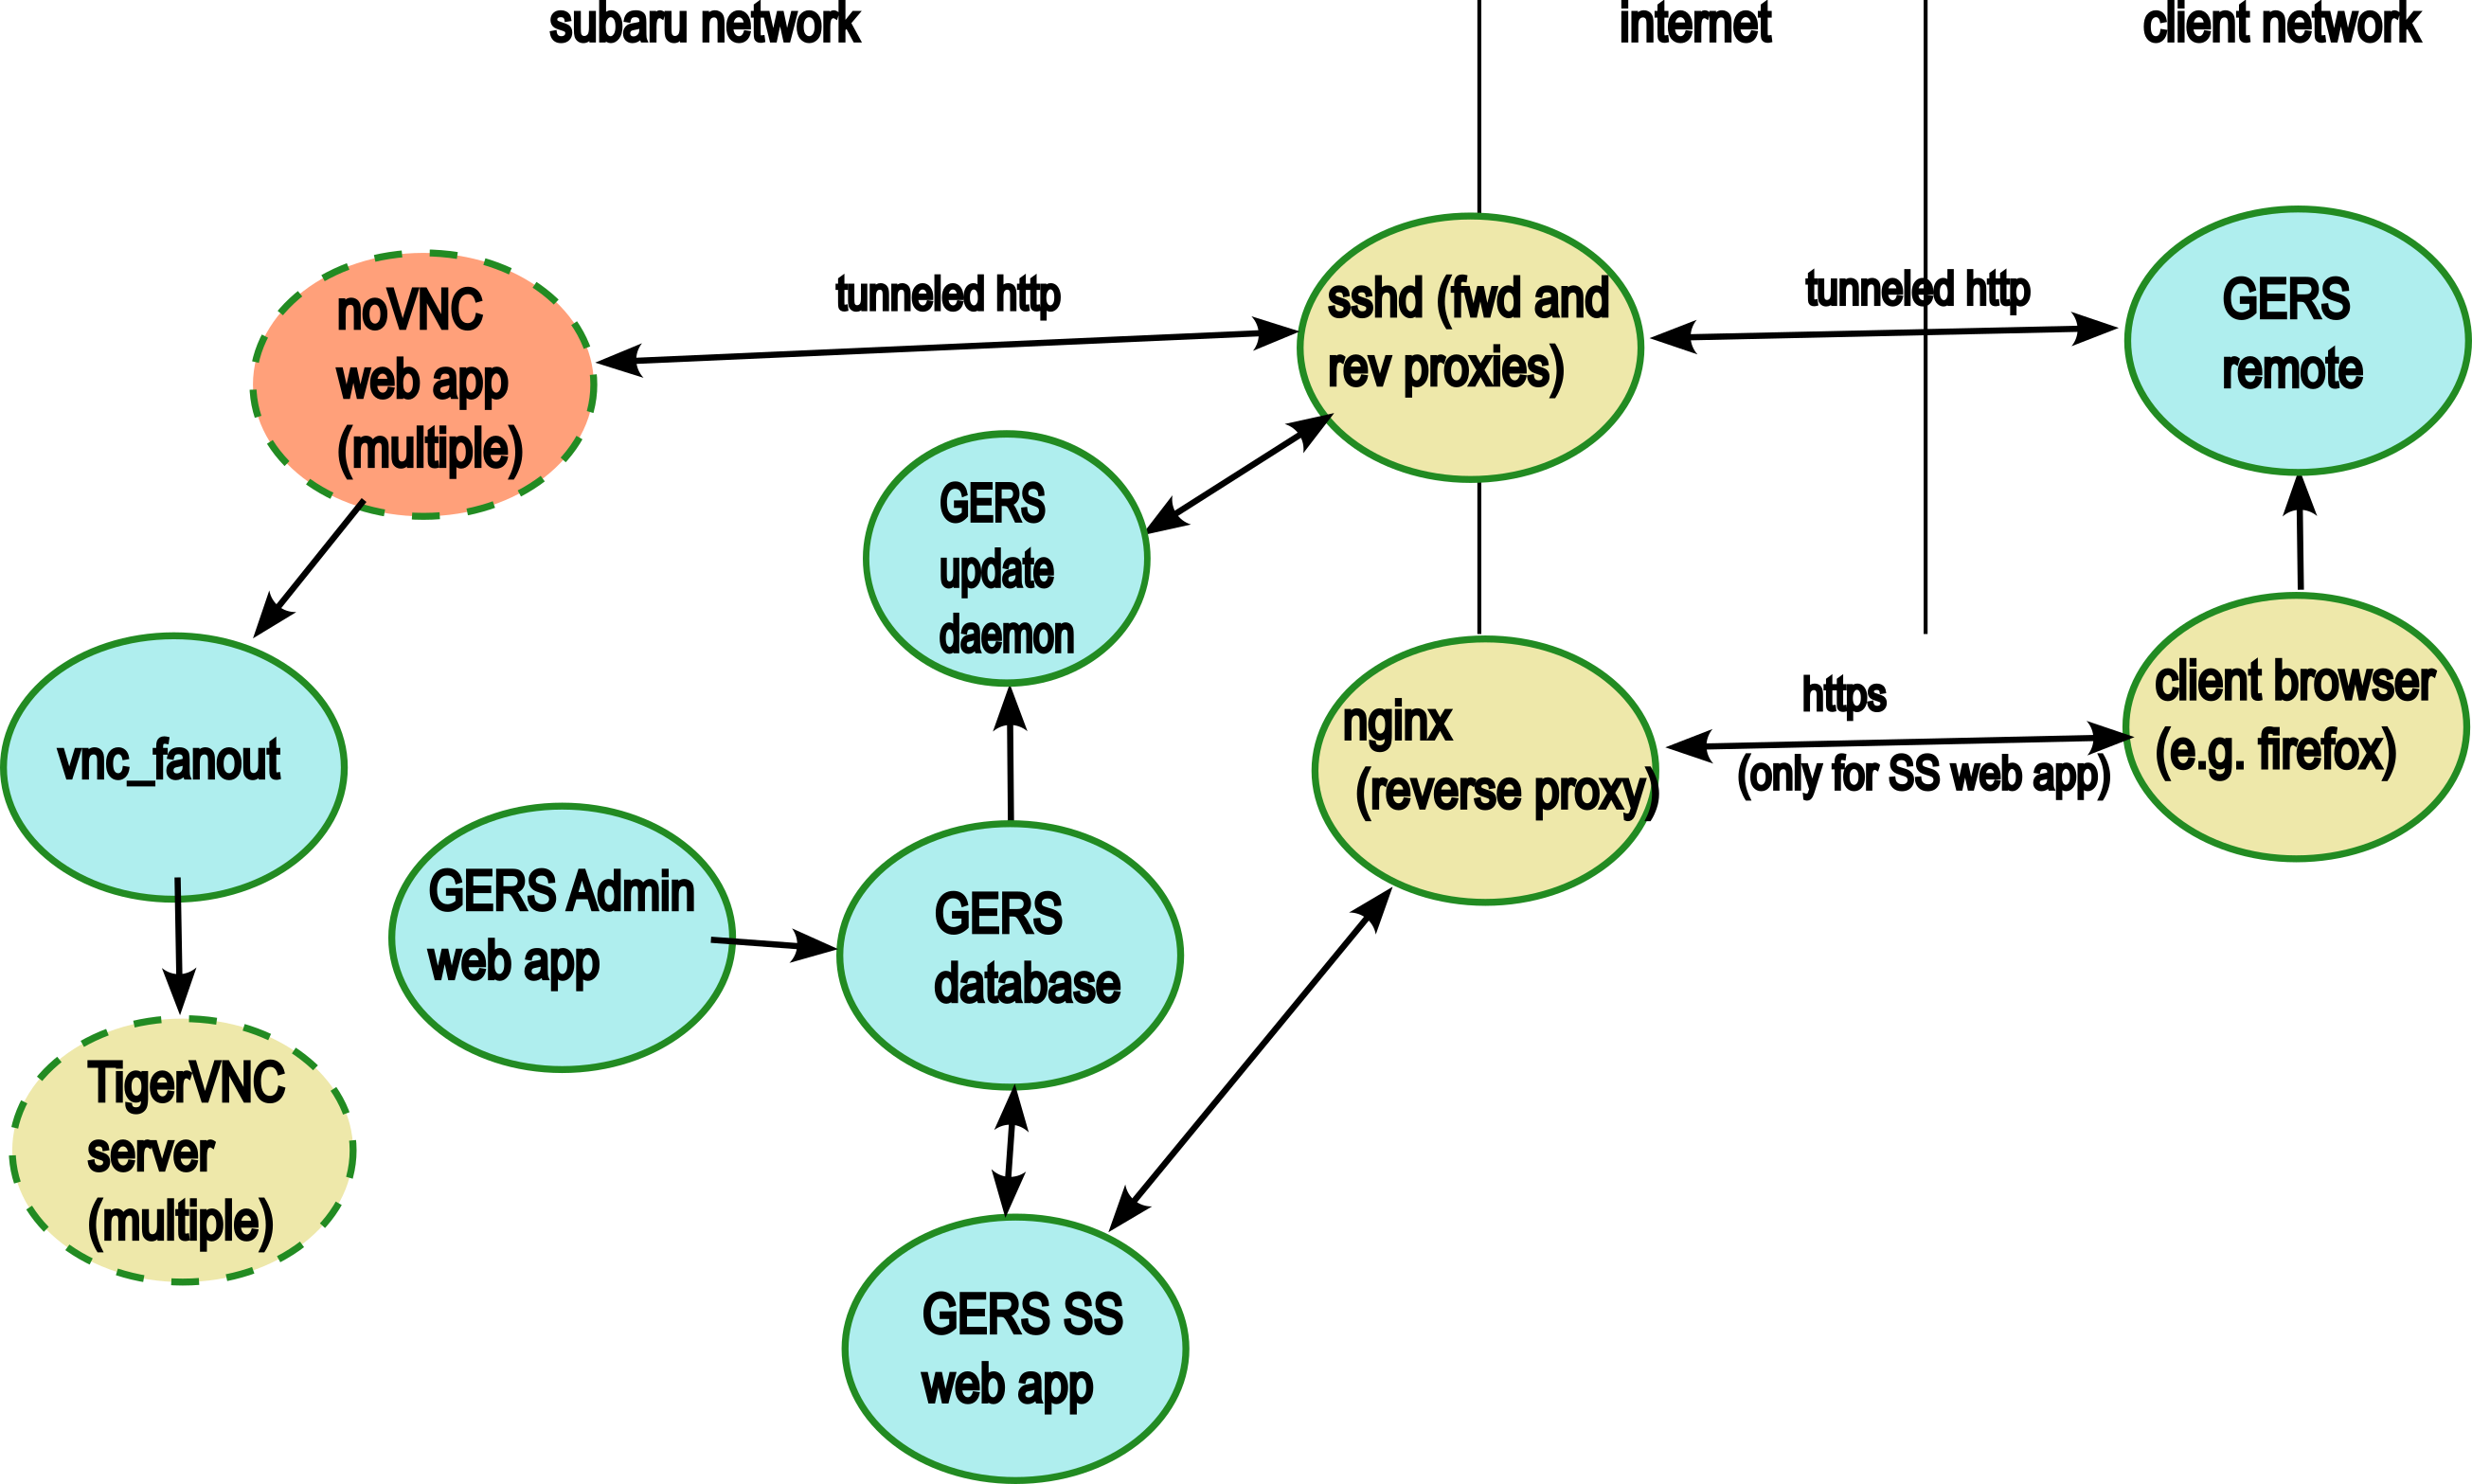 subaru network
internet
client network
noVNC
web app
(multiple)
tunneled http
sshd (fwd and
rev proxies)
tunneled http
GERS
remote
GERS
update
daemon
vnc_fanout
nginx
(reverse proxy)
https
(only for SS web app)
client browser
(e.g. firefox)
GERS Admin
web app
GERS
database
TigerVNC
server
(multiple)
GERS SS
web app